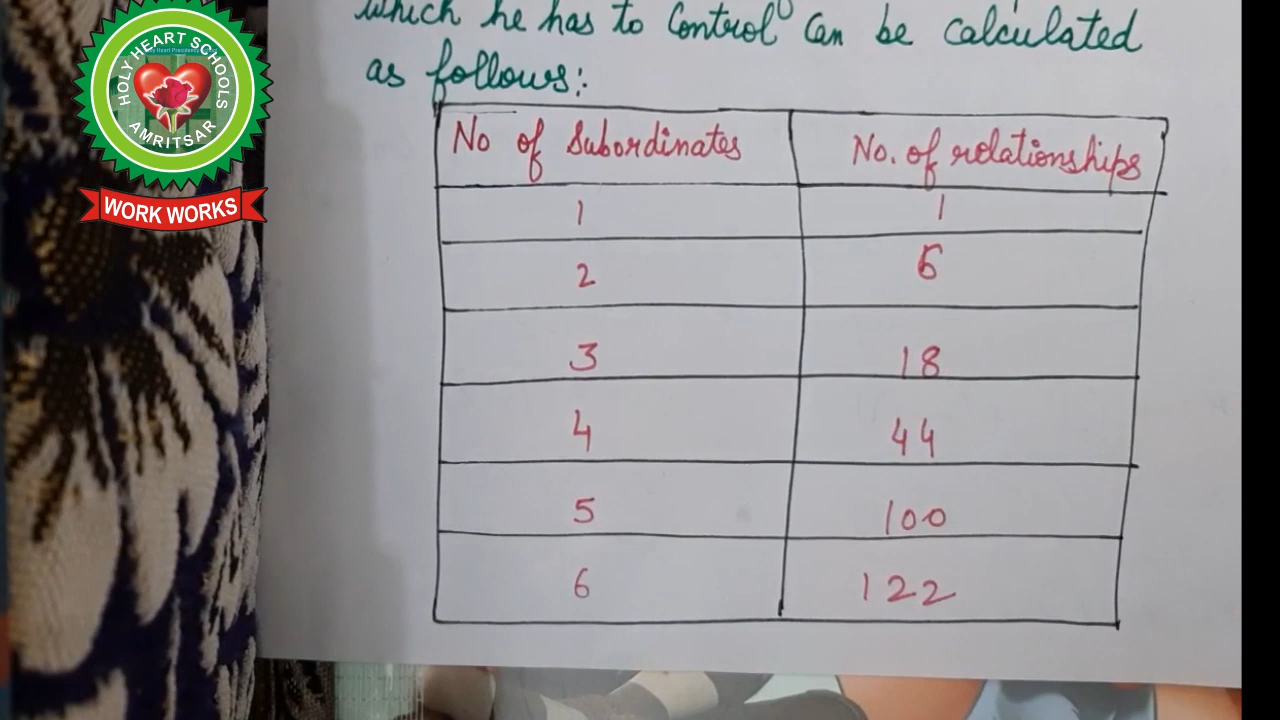 HOLY HEART SCHOOLS
AMRITSAR
WORK WORKS
which he has to Control can be calculated
as follows:
No of Subordinates No. of relationships
1 1
2 6
3 18
4 44
5 100
6 122